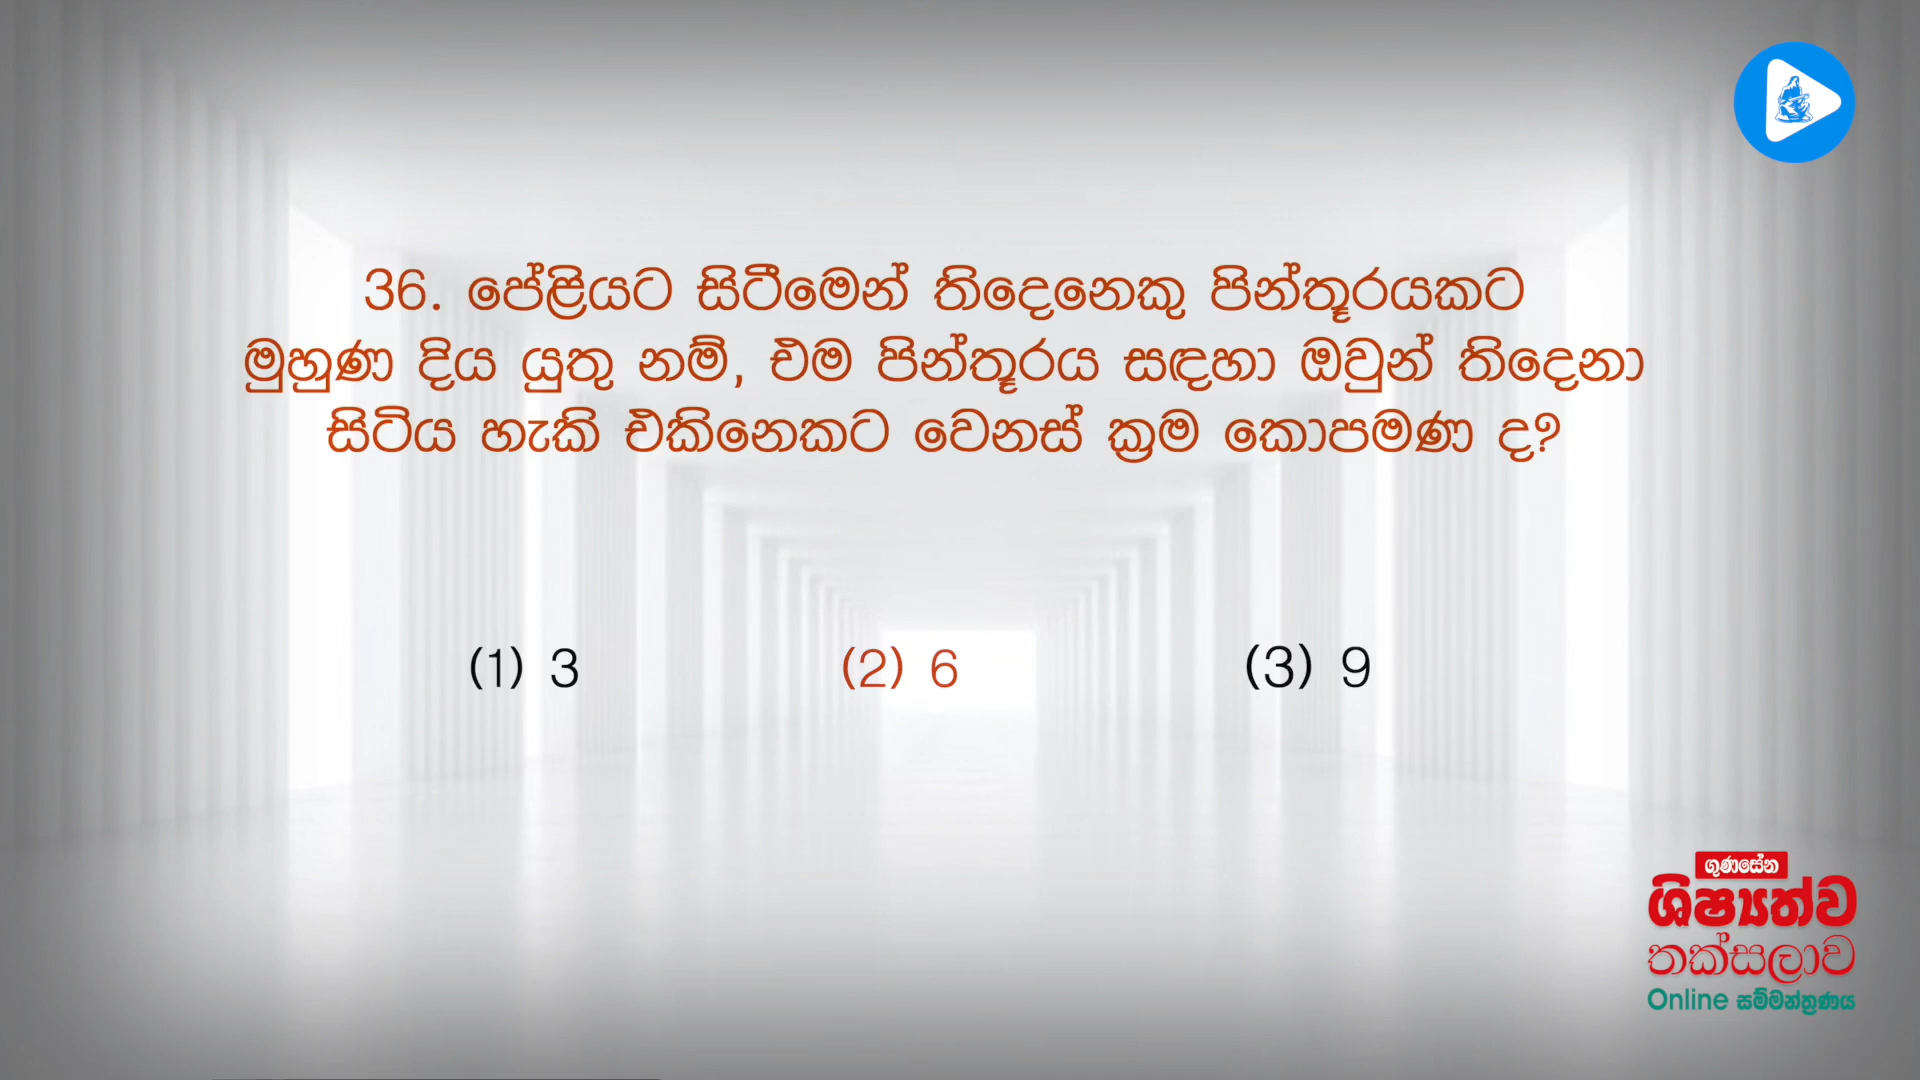 36. පේළියට සිටීමෙන් තිදෙනෙකු පින්තූරයකට
මුහුණ දිය යුතු නම්, එම පින්තූරය සඳහා ඔවුන් තිදෙනා
සිටිය හැකි එකිනෙකට වෙනස් ක්‍රම කොපමණ ද?
(1) 3 (2) 6 (3) 9
ගුණසේන
ශිෂ්‍යත්ව
තක්සලාව
Online සම්මන්ත්‍රණය